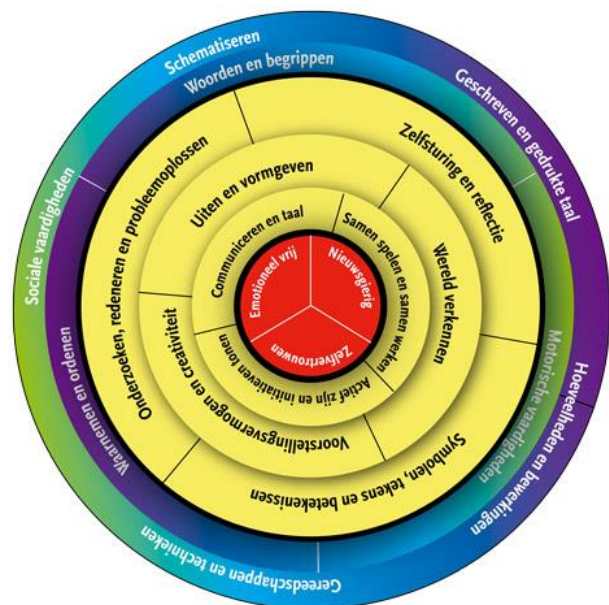 Schematiseren
Woorden en begrippen
Geschreven en gedrukte taal
Sociale vaardigheden
Onderzoeken, redeneren en probleemoplossen
Zelfsturing en reflectie
Uiten en vormgeven
Communiceren en taal
Samen spelen en samen werken
Wereld verkennen
Emotioneel vrij
Nieuwsgierig
Zelfvertrouwen
Actief zijn en initiatieven tonen
Voorstellingsvermogen en creativiteit
Symbolen, tekens en betekenissen
Waarnemen en ordenen
Motorische vaardigheden
Hoeveelheden en bewerkingen
Gereedschappen en technieken